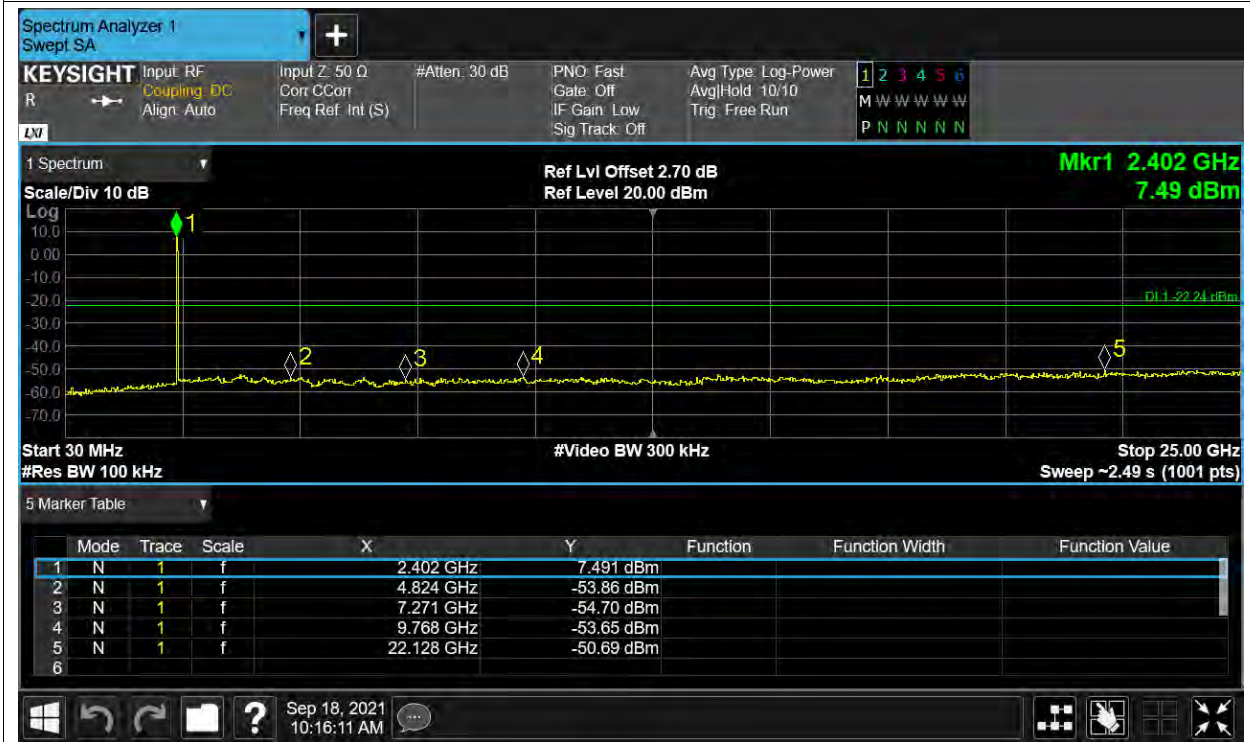 Spectrum Analyzer 1
Swept SA
KEYSIGHT Input: RF Input Z: 50 Ω #Atten: 30 dB PNO: Fast Avg Type: Log-Power 1 2 3 4 5 6
R Coupling: DC Corr CCorr Gate: Off Avg|Hold: 10/10 M W W W W W
Align: Auto Freq Ref: Int (S) IF Gain: Low Trig: Free Run P N N N N N
LXI Sig Track: Off
1 Spectrum Ref Lvl Offset 2.70 dB Mkr1 2.402 GHz
Scale/Div 10 dB Ref Level 20.00 dBm 7.49 dBm
Log
1
10.0
0.00
-10.0
-20.0 DL1 -22.24 dBm
-30.0
-40.0
2 3 4 5
-50.0
-60.0
-70.0
Start 30 MHz #Video BW 300 kHz Stop 25.00 GHz
#Res BW 100 kHz Sweep ~2.49 s (1001 pts)
5 Marker Table
Mode Trace Scale X Y Function Function Width Function Value
1 N 1 f 2.402 GHz 7.491 dBm
2 N 1 f 4.824 GHz -53.86 dBm
3 N 1 f 7.271 GHz -54.70 dBm
4 N 1 f 9.768 GHz -53.65 dBm
5 N 1 f 22.128 GHz -50.69 dBm
6
? Sep 18, 2021
10:16:11 AM